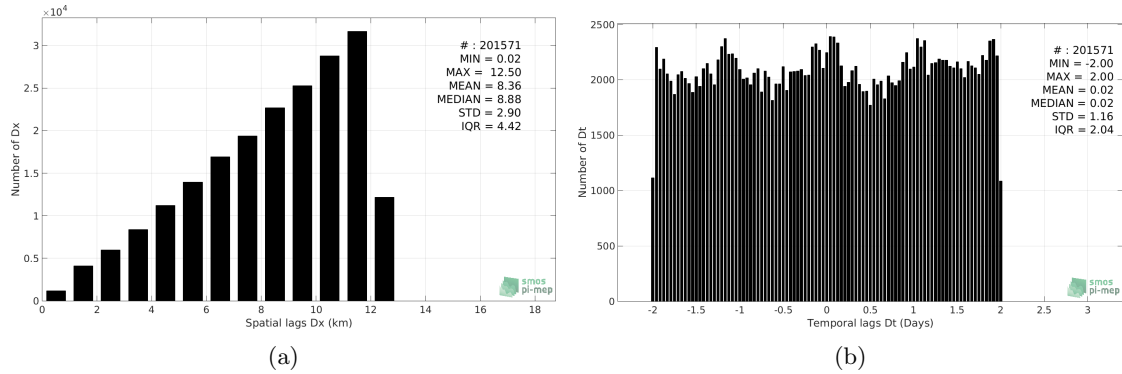 ×10⁴
3
2.5
2
1.5
1
0.5
0
0 2 4 6 8 10 12 14 16 18
Number of Dx
Spatial lags Dx (km)
# : 201571
MIN = 0.02
MAX = 12.50
MEAN = 8.36
MEDIAN = 8.88
STD = 2.90
IQR = 4.42
smos
pi-mep
(a)
2500
2000
1500
1000
500
0
-2 -1.5 -1 -0.5 0 0.5 1 1.5 2 2.5 3
Number of Dt
Temporal lags Dt (Days)
# : 201571
MIN = -2.00
MAX = 2.00
MEAN = 0.02
MEDIAN = 0.02
STD = 1.16
IQR = 2.04
smos
pi-mep
(b)